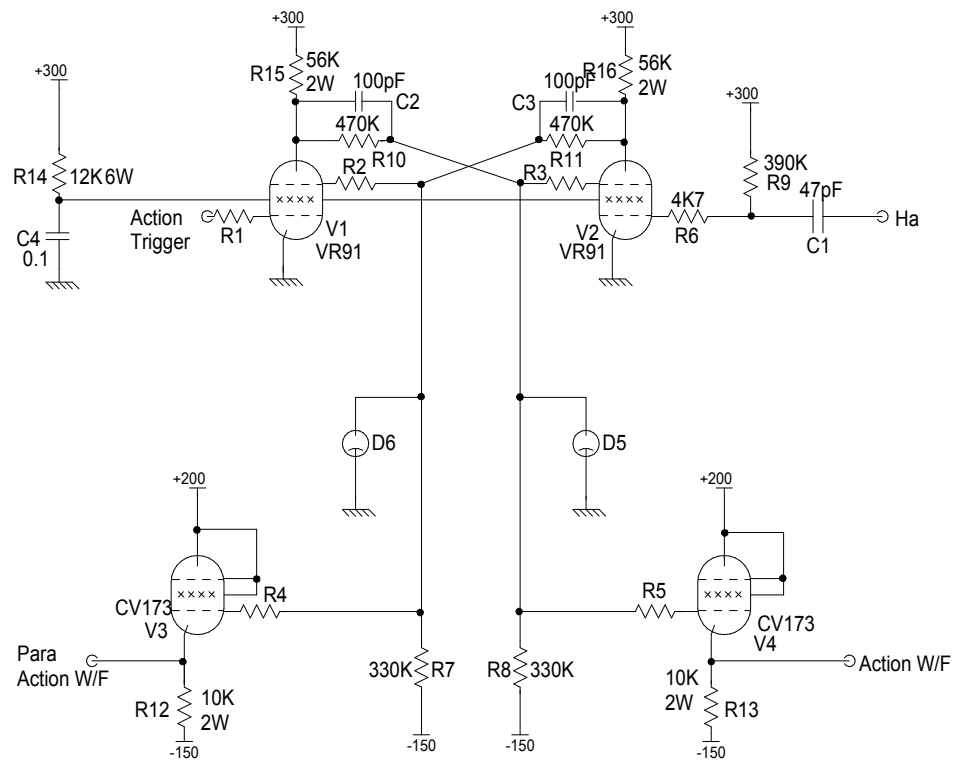 +300
+300
56K
2W
R15
100pF
C2
470K
R10
100pF
C3
R16
56K
2W
470K
R11
+300
R14
12K6W
C4
0.1
Action
Trigger
R1
R2
V1
VR91
R3
V2
VR91
4K7
R6
+300
390K
R9
47pF
C1
Ha
D6
D5
+200
CV173
V3
R4
Para
Action W/F
R12
10K
2W
-150
330K
R7
-150
R8
330K
-150
+200
R5
CV173
V4
Action W/F
10K
2W
R13
-150